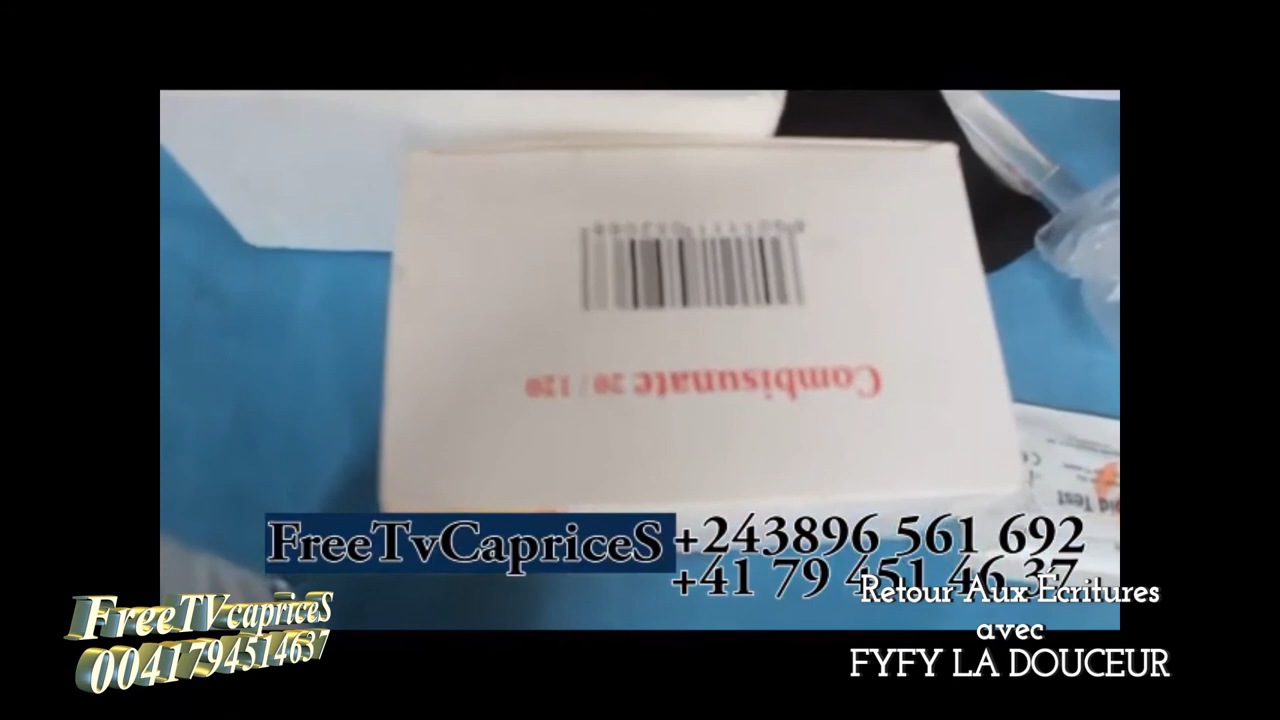 Combisunate 20/120
FreeTvCapriceS +243896 561 692
+41 79 451 46 37
Retour Aux Ecritures
avec
FYFY LA DOUCEUR
FreeTVcapriceS
0041794514637